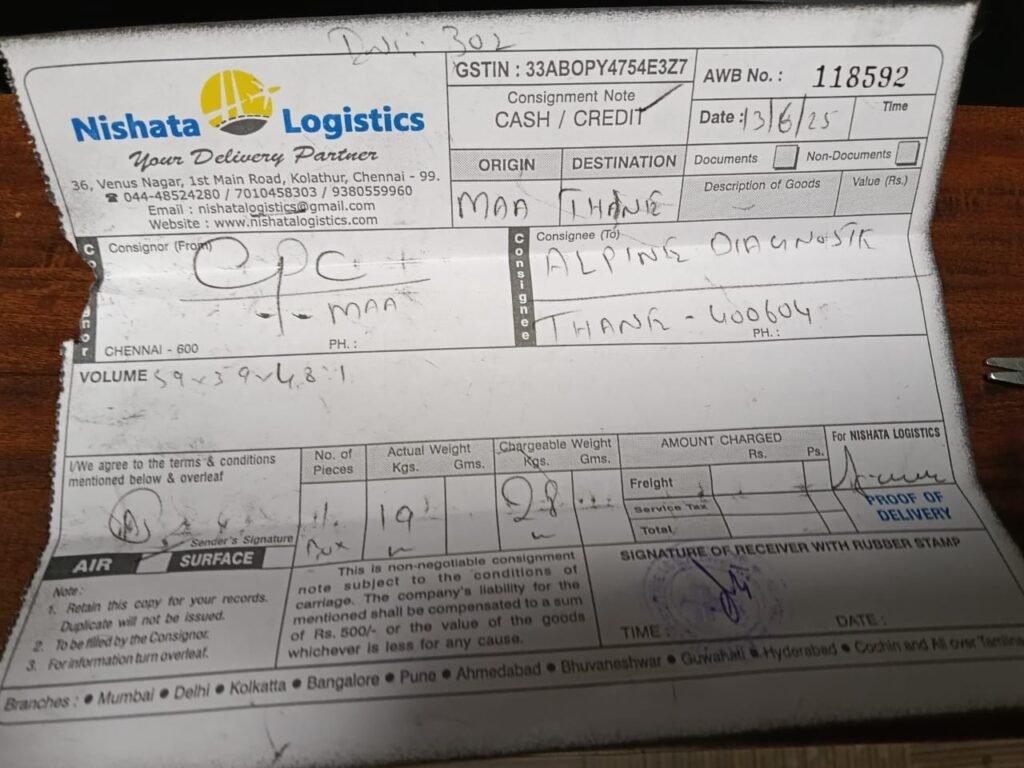 Inv: 302
Nishata Logistics
Your Delivery Partner
36, Venus Nagar, 1st Main Road, Kolathur, Chennai - 99.
☎ 044-48524280 / 7010458303 / 9380559960
Email : nishatalogistics@gmail.com
Website : www.nishatalogistics.com
GSTIN : 33ABOPY4754E3Z7
Consignment Note
CASH / CREDIT
AWB No. : 118592
Date : 13/6/25
Time
ORIGIN
DESTINATION
MAA
THANE
Documents
Non-Documents
Description of Goods
Value (Rs.)
Consignor (From)
CPC
MAA
CHENNAI - 600
PH. :
Consignee
Consignee (To)
ALPINE DIAGNOSTK
THANE - 400604
PH. :
VOLUME 59 x 39 x 48 : 1
I/We agree to the terms & conditions
mentioned below & overleaf
Sender's Signature
No. of
Pieces
Box
Actual Weight
Kgs. Gms.
19
Chargeable Weight
Kgs. Gms.
28
AMOUNT CHARGED
Rs. Ps.
Freight
Service Tax
Total
For NISHATA LOGISTICS
PROOF OF
DELIVERY
AIR
SURFACE
Note :
1. Retain this copy for your records.
Duplicate will not be issued.
2. To be filled by the Consignor.
3. For information turn overleaf.
This is non-negotiable consignment
note subject to the conditions of
carriage. The company's liability for the
mentioned shall be compensated to a sum
of Rs. 500/- or the value of the goods
whichever is less for any cause.
SIGNATURE OF RECEIVER WITH RUBBER STAMP
TIME :
DATE :
Branches : ● Mumbai ● Delhi ● Kolkatta ● Bangalore ● Pune ● Ahmedabad ● Bhuvaneshwar ● Guwahati ● Hyderabad ● Cochin and All over Tamilna